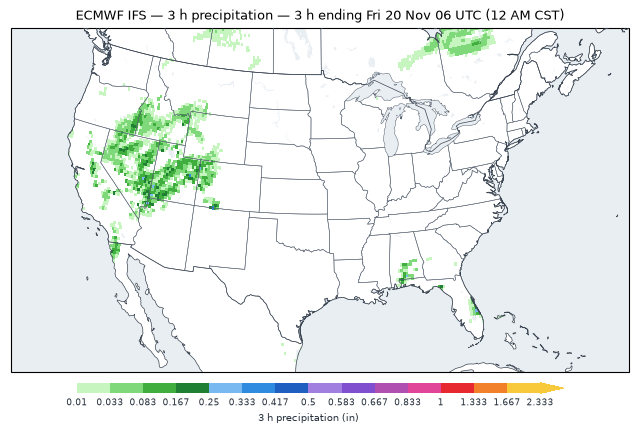 ECMWF IFS — 3 h precipitation — 3 h ending Fri 20 Nov 06 UTC (12 AM CST)
0.01 0.033 0.083 0.167 0.25 0.333 0.417 0.5 0.583 0.667 0.833 1 1.333 1.667 2.333
3 h precipitation (in)